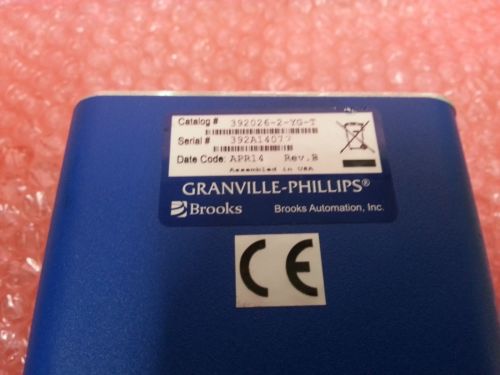 Catalog # 392026-2-YG-T
Serial # 392A14077
Date Code: APR14 Rev.B
Assembled in USA
GRANVILLE-PHILLIPS®
Brooks Brooks Automation, Inc.
CE